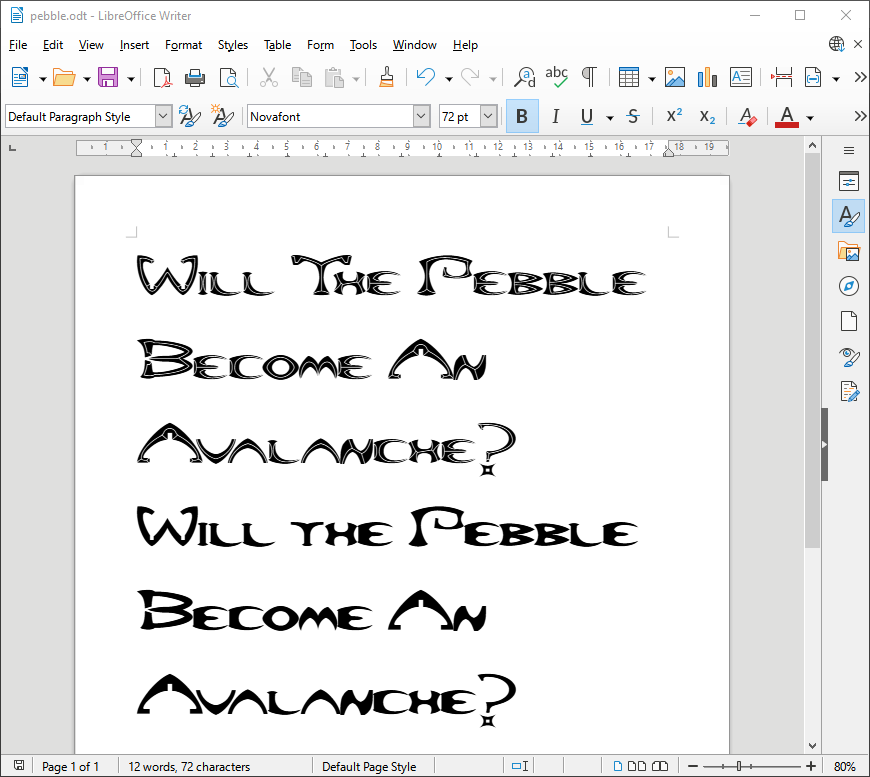 pebble.odt - LibreOffice Writer
File Edit View Insert Format Styles Table Form Tools Window Help
Default Paragraph Style Novafont 72 pt B I U S X² X₂ A A
1 1 2 3 4 5 6 7 8 9 10 11 12 13 14 15 16 17 18 19
Will The Pebble
Become An
Avalanche?
Will the Pebble
Become An
Avalanche?
Page 1 of 1 12 words, 72 characters Default Page Style 80%